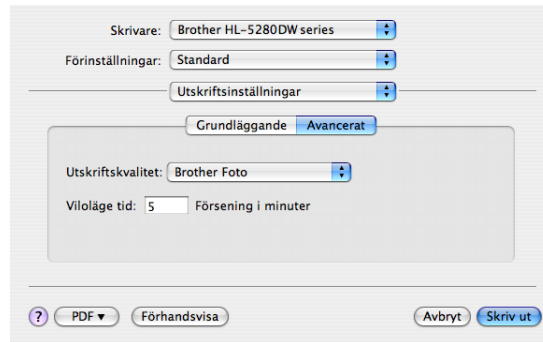 Skrivare: Brother HL-5280DW series
Förinställningar: Standard
Utskriftsinställningar
Grundläggande Avancerat
Utskriftskvalitet: Brother Foto
Viloläge tid: 5 Försening i minuter
? PDF ▼ Förhandsvisa Avbryt Skriv ut